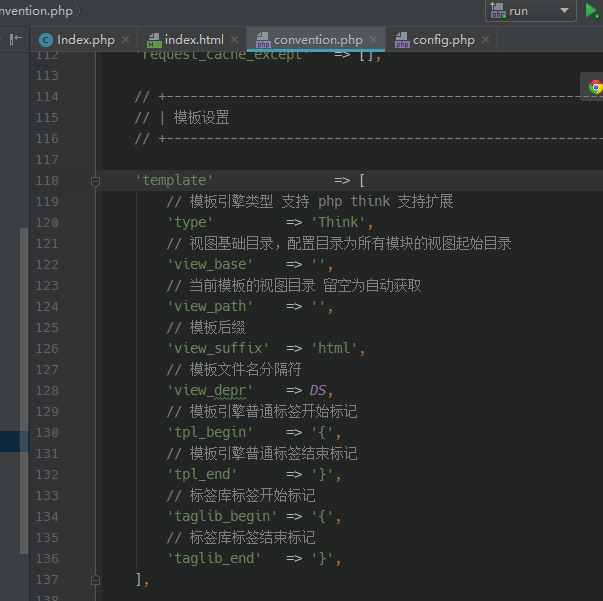 nvention.php
run
Index.php × index.html × convention.php × config.php ×
112 'request_cache_except' => [],
113
114 // +-------------------------------------------------------
115 // | 模板设置
116 // +-------------------------------------------------------
117
118 'template' => [
119 // 模板引擎类型 支持 php think 支持扩展
120 'type' => 'Think',
121 // 视图基础目录，配置目录为所有模块的视图起始目录
122 'view_base' => '',
123 // 当前模板的视图目录 留空为自动获取
124 'view_path' => '',
125 // 模板后缀
126 'view_suffix' => 'html',
127 // 模板文件名分隔符
128 'view_depr' => DS,
129 // 模板引擎普通标签开始标记
130 'tpl_begin' => '{',
131 // 模板引擎普通标签结束标记
132 'tpl_end' => '}',
133 // 标签库标签开始标记
134 'taglib_begin' => '{',
135 // 标签库标签结束标记
136 'taglib_end' => '}',
137 ],
138